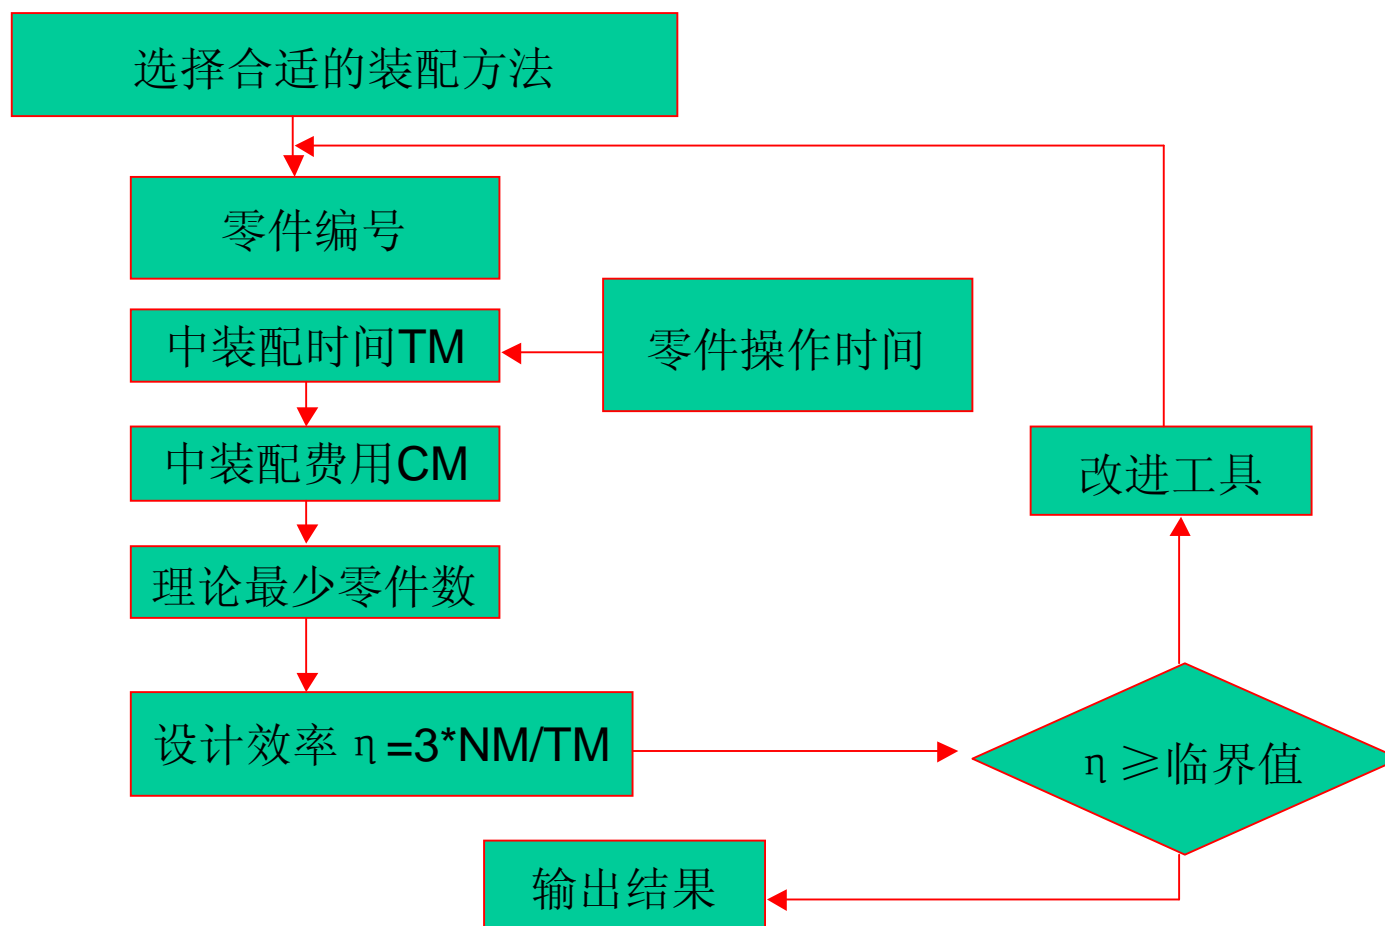 选择合适的装配方法
零件编号
中装配时间TM
零件操作时间
中装配费用CM
改进工具
理论最少零件数
设计效率η=3*NM/TM
η≥临界值
输出结果